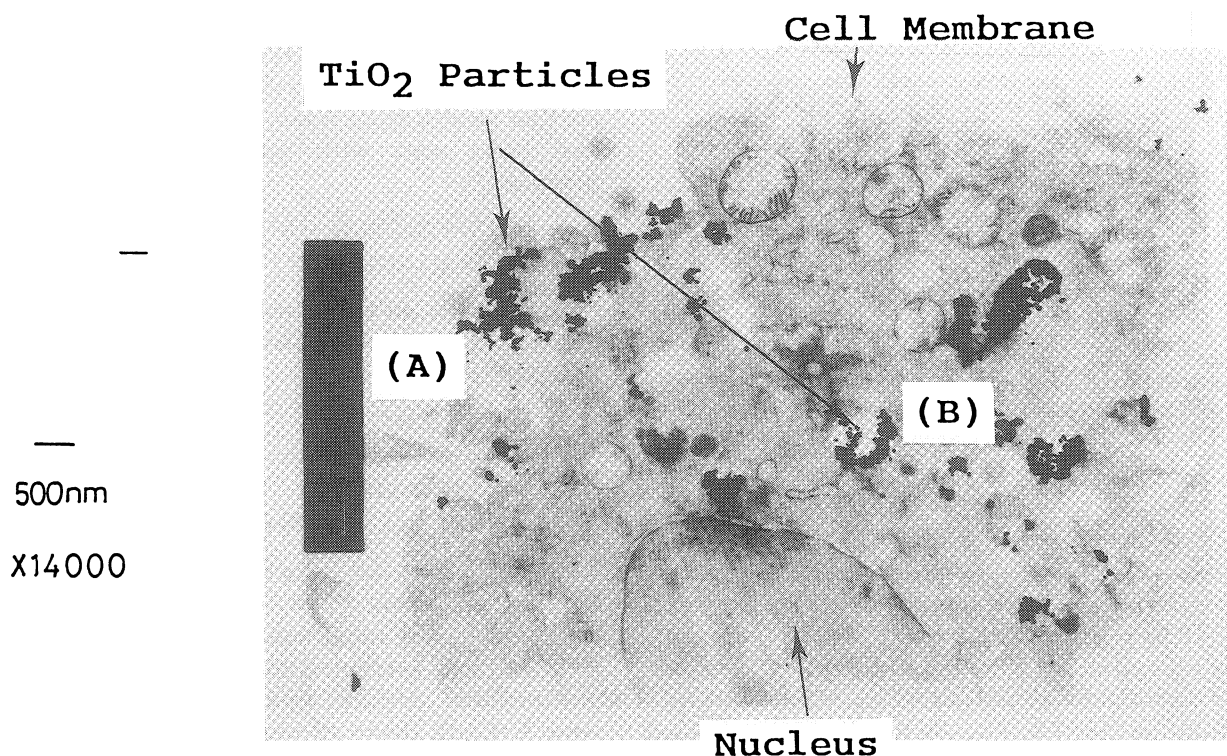 Cell Membrane
TiO₂ Particles
(A)
(B)
500nm
X14000
Nucleus